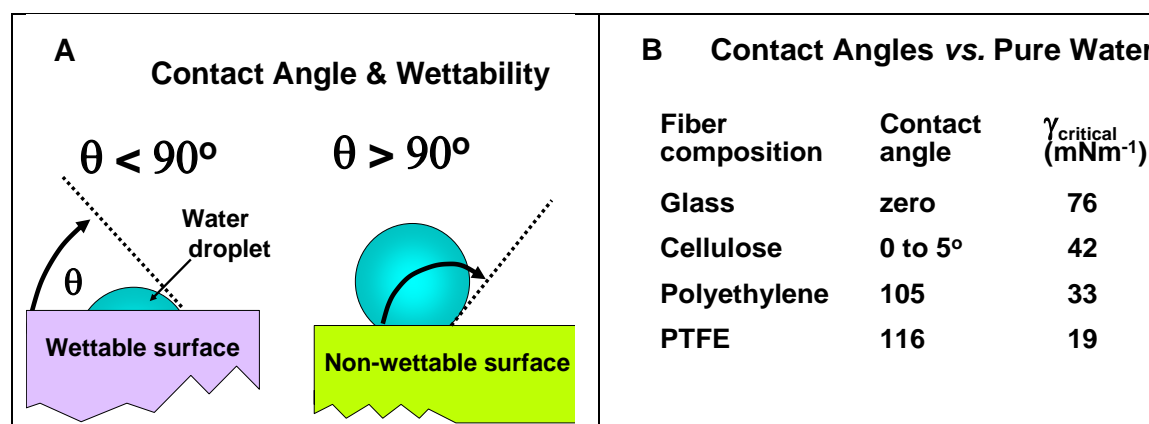 A
Contact Angle & Wettability
θ < 90º
θ > 90º
Water
droplet
θ
Wettable surface
Non-wettable surface
B Contact Angles vs. Pure Water
Fiber composition Contact angle γcritical (mNm-1)
Glass zero 76
Cellulose 0 to 5º 42
Polyethylene 105 33
PTFE 116 19